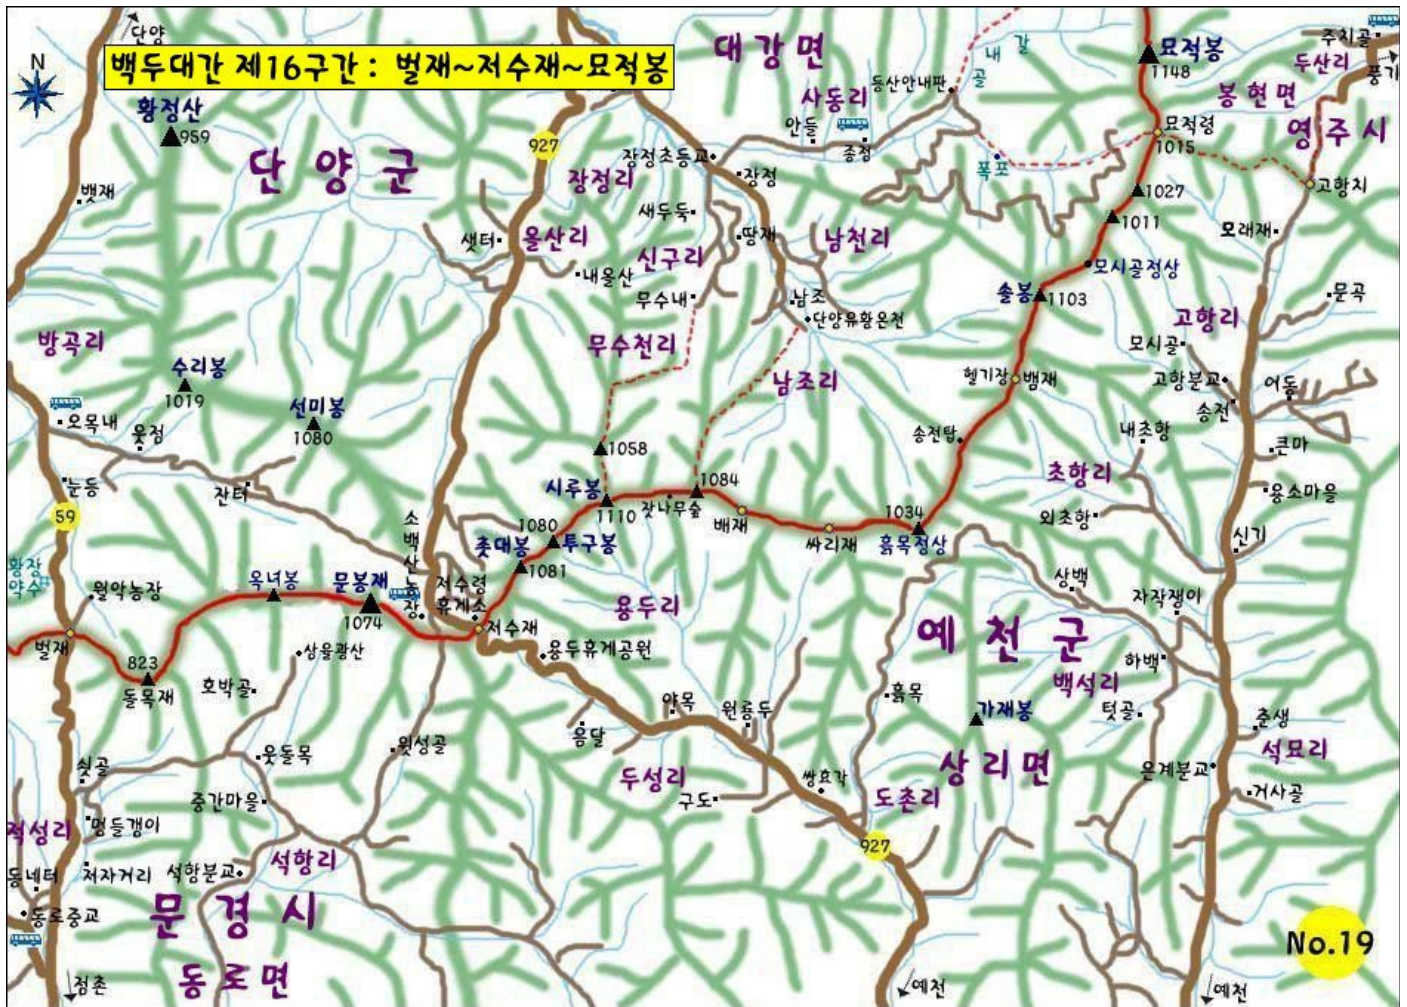 단양
N
백두대간 제16구간 : 벌재~저수재~묘적봉
대강면
내갈골
주치골
두산리
풍기
묘적봉
1148
황정산
959
사동리
등산안내판
봉현면
묘적령
1015
영주시
927
안들
종점
장정초등교
장정
장정리
폭포
고항치
단양군
뱃재
새두둑
1027
1011
모래재
샛터
올산리
땅재
남천리
신구리
내올산
무수내
모시골정상
솔봉
1103
문곡
남조
단양유황온천
고항리
방곡리
무수천리
모시골
수리봉
1019
남조리
헬기장
뱀재
고항분교
송전
어동
선미봉
1080
오목내
웃점
송전탑
내초항
큰마
1058
초항리
눈등
잔터
시루봉
1110
1084
잣나무숲
배재
싸리재
1034
흙목정상
외초항
용소마을
신기
59
소백산농장
1080
촛대봉
투구봉
1081
황장약수
월악농장
옥녀봉
문봉재
1074
저수령휴게소
저수재
용두리
상백
자작쟁이
예천군
벌재
823
돌목재
상율광산
용두휴게공원
하백
백석리
호박골
흙목
가재봉
텃골
야목
원용두
음달
춘생
석묘리
웃돌목
윗성골
상리면
쇳골
두성리
쌍효각
은계분교
중간마을
구도
도촌리
거사골
적성리
멍들갱이
927
동네터
저자거리
석항분교
석항리
문경시
동로중교
동로면
점촌
예천
예천
No.19